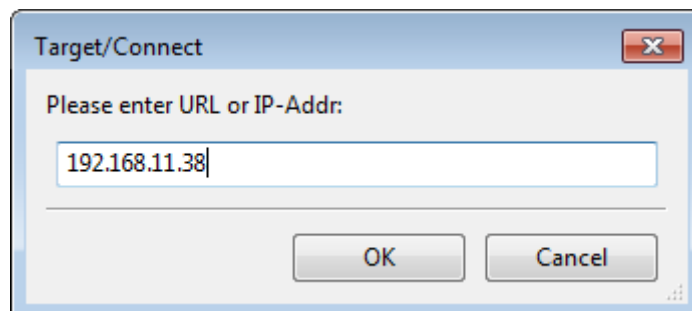 Target/Connect
Please enter URL or IP-Addr:
192.168.11.38
OK
Cancel